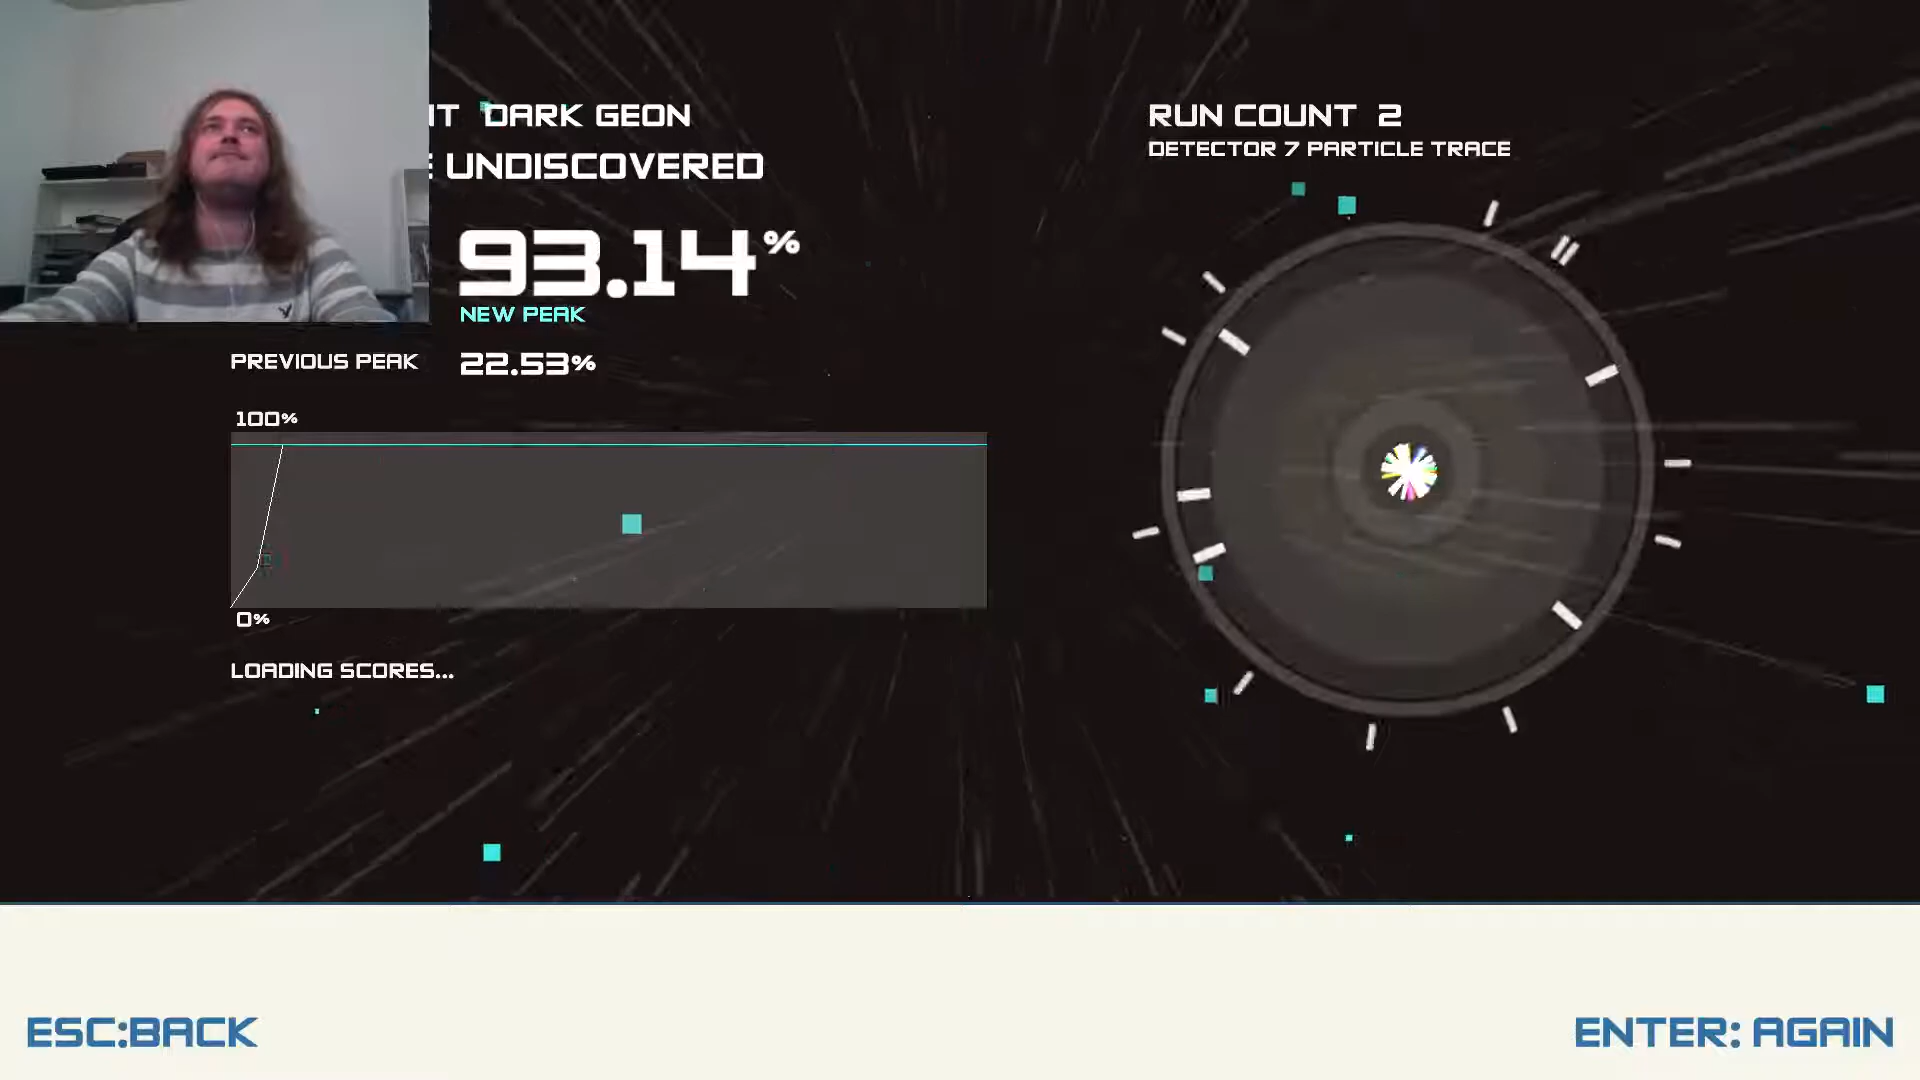 DARK GEON
UNDISCOVERED
93.14%
NEW PEAK
PREVIOUS PEAK 22.53%
100%
0%
LOADING SCORES...
RUN COUNT 2
DETECTOR 7 PARTICLE TRACE
ESC:BACK
ENTER: AGAIN